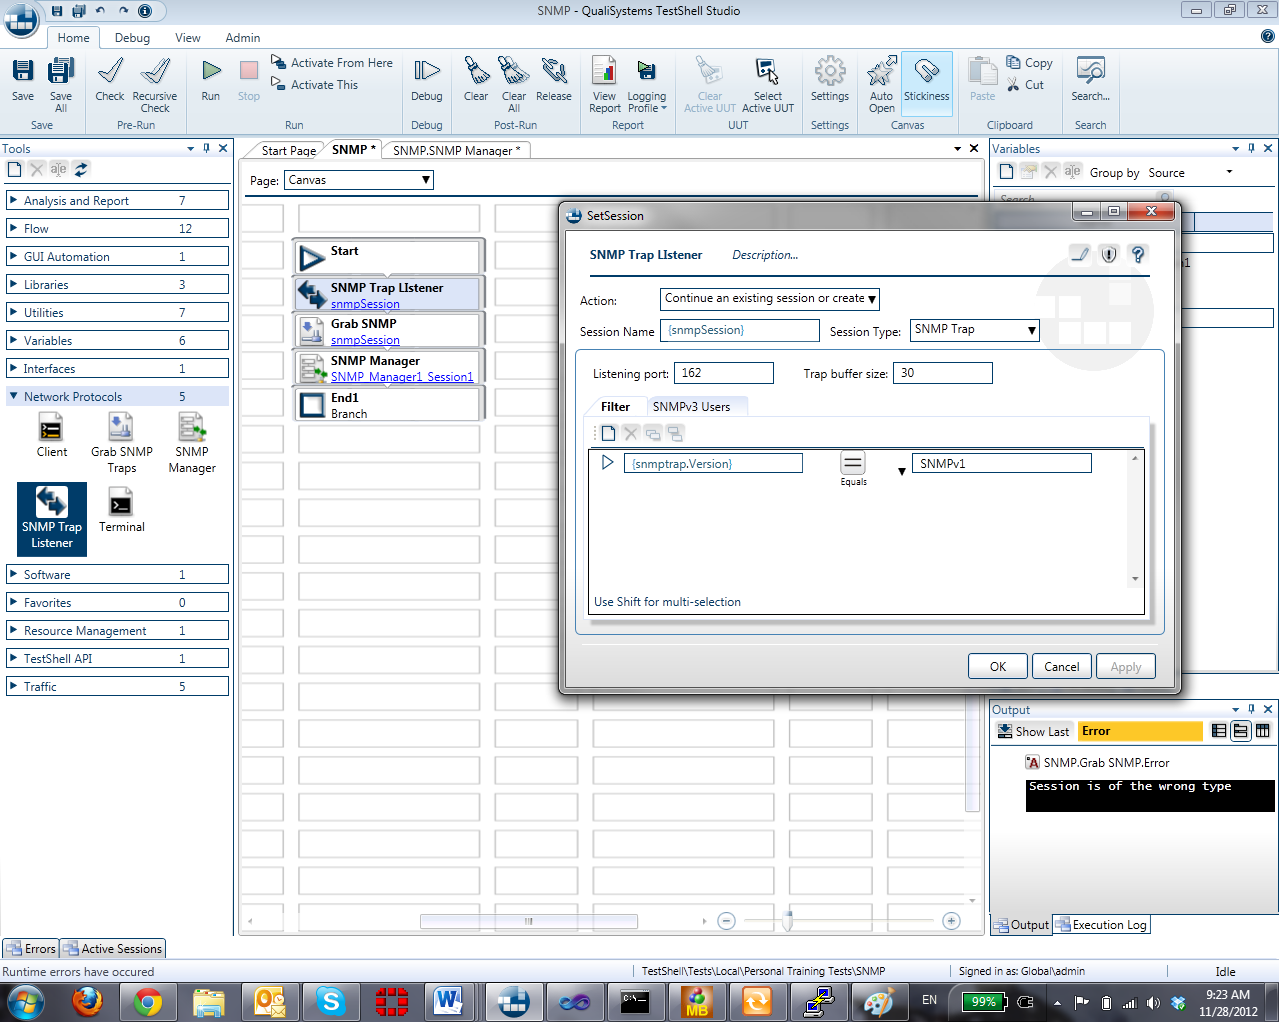 SNMP - QualiSystems TestShell Studio
Home Debug View Admin
Save
Save All
Check
Recursive Check
Run
Stop
Activate From Here
Activate This
Debug
Clear
Clear All
Release
View Report
Logging Profile
Clear Active UUT
Select Active UUT
Settings
Auto Open
Stickiness
Paste
Copy
Cut
Search...
Save Pre-Run Run Debug Post-Run Report UUT Settings Canvas Clipboard Search
Tools
Analysis and Report 7
Flow 12
GUI Automation 1
Libraries 3
Utilities 7
Variables 6
Interfaces 1
Network Protocols 5
Client
Grab SNMP Traps
SNMP Manager
SNMP Trap Listener
Terminal
Software 1
Favorites 0
Resource Management 1
TestShell API 1
Traffic 5
Start Page SNMP * SNMP.SNMP Manager *
Page: Canvas
Start
SNMP Trap LIstener
snmpSession
Grab SNMP
snmpSession
SNMP Manager
SNMP_Manager1_Session1
End1
Branch
Variables
Group by Source
Search
SetSession
SNMP Trap LIstener Description...
Action: Continue an existing session or create
Session Name {snmpSession} Session Type: SNMP Trap
Listening port: 162 Trap buffer size: 30
Filter SNMPv3 Users
{snmptrap.Version} Equals SNMPv1
Use Shift for multi-selection
OK Cancel Apply
Output
Show Last Error
SNMP.Grab SNMP.Error
Session is of the wrong type
Output Execution Log
Errors Active Sessions
Runtime errors have occured
TestShell\Tests\Local\Personal Training Tests\SNMP
Signed in as: Global\admin
Idle
EN
99%
9:23 AM
11/28/2012